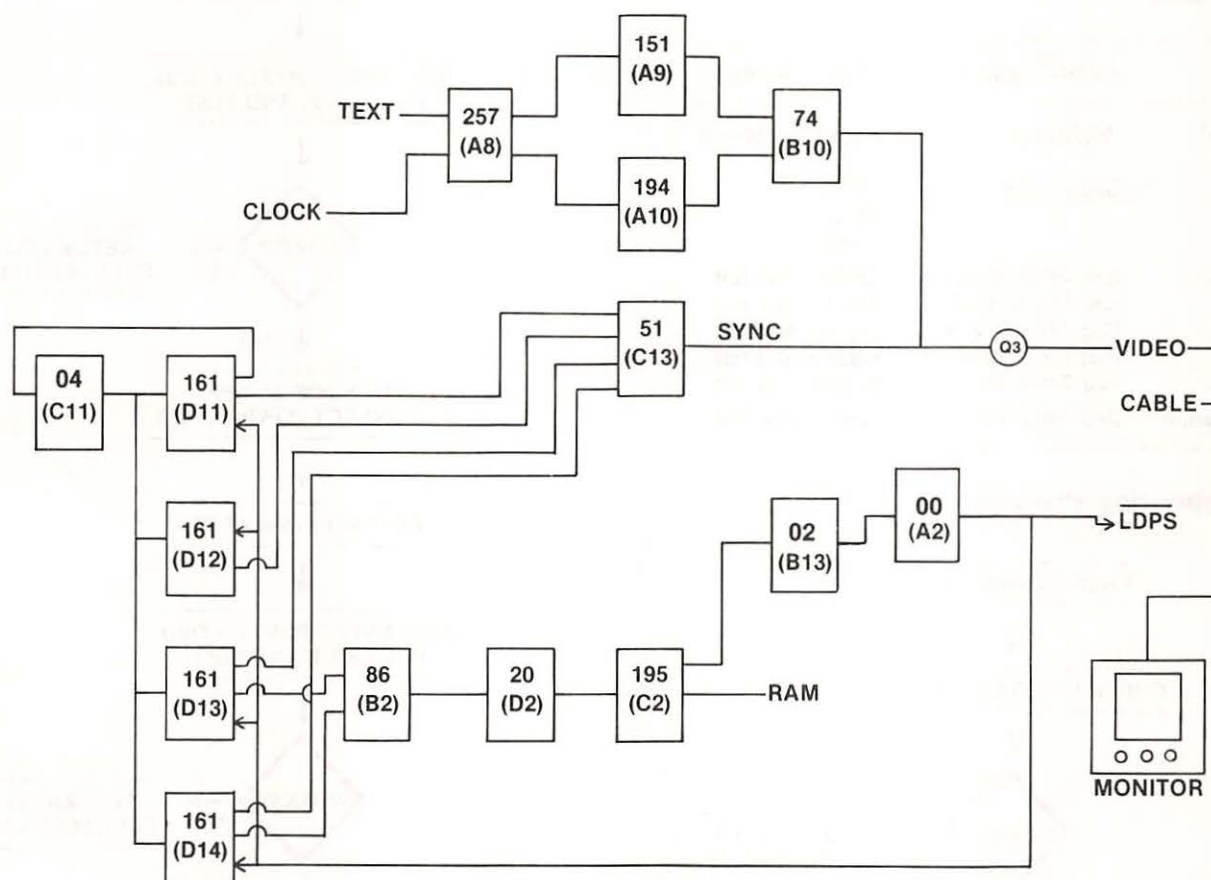 151
(A9)
TEXT
257
(A8)
74
(B10)
194
(A10)
CLOCK
51
(C13)
SYNC
Q3
VIDEO
04
(C11)
161
(D11)
CABLE
161
(D12)
02
(B13)
00
(A2)
LDPS
161
(D13)
86
(B2)
20
(D2)
195
(C2)
RAM
MONITOR
161
(D14)